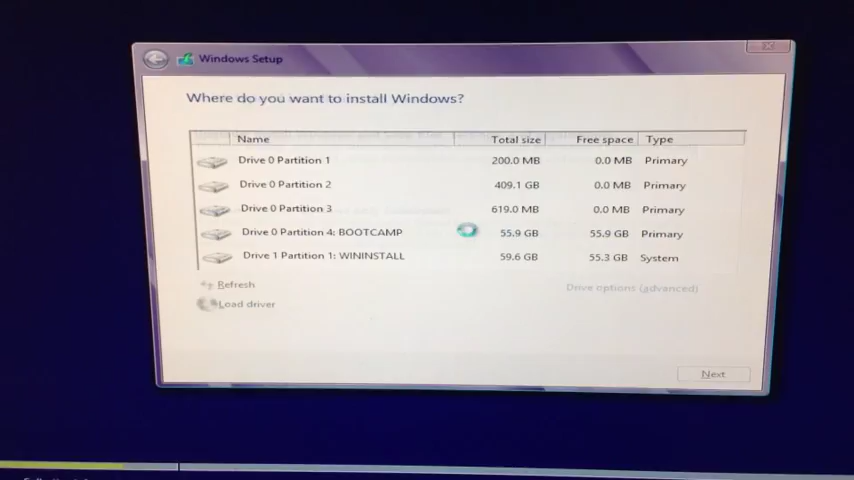 Windows Setup
Where do you want to install Windows?
Name Total size Free space Type
Drive 0 Partition 1 200.0 MB 0.0 MB Primary
Drive 0 Partition 2 409.1 GB 0.0 MB Primary
Drive 0 Partition 3 619.0 MB 0.0 MB Primary
Drive 0 Partition 4: BOOTCAMP 55.9 GB 55.9 GB Primary
Drive 1 Partition 1: WININSTALL 59.6 GB 55.3 GB System
Refresh Drive options (advanced)
Load driver
Next